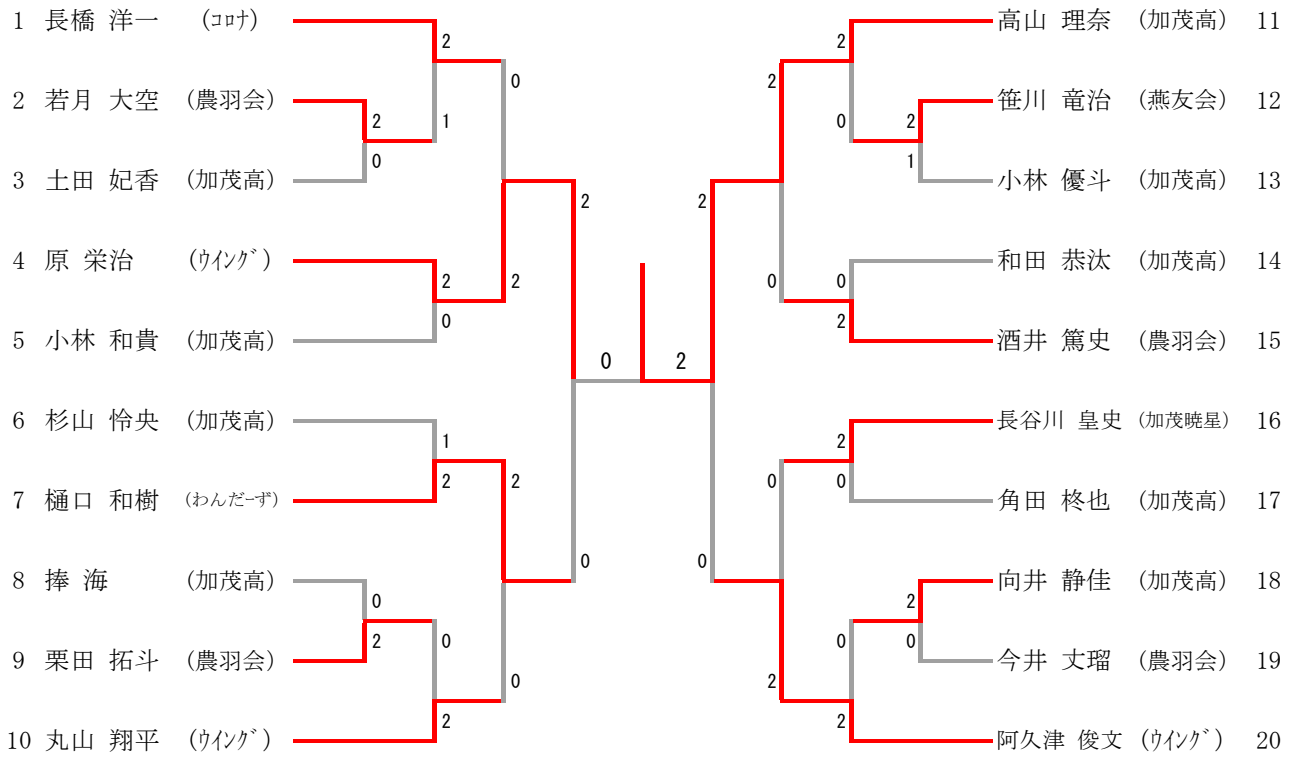 1 長橋 洋一 (ｺﾛﾅ)
2
0
2 若月 大空 (農羽会)
2
1
0
3 土田 妃香 (加茂高)
2
4 原 栄治 (ｳｲﾝｸﾞ)
2
2
0
5 小林 和貴 (加茂高)
0
6 杉山 怜央 (加茂高)
1
2
2
7 樋口 和樹 (わんだｰず)
0
8 捧 海 (加茂高)
0
2
0
9 栗田 拓斗 (農羽会)
0
2
10 丸山 翔平 (ｳｲﾝｸﾞ)
高山 理奈 (加茂高) 11
2
2
笹川 竜治 (燕友会) 12
0
2
1
小林 優斗 (加茂高) 13
2
和田 恭汰 (加茂高) 14
0
0
2
酒井 篤史 (農羽会) 15
2
長谷川 皇史 (加茂暁星) 16
2
0
0
角田 柊也 (加茂高) 17
0
向井 静佳 (加茂高) 18
2
0
0
今井 丈瑠 (農羽会) 19
2
2
阿久津 俊文 (ｳｲﾝｸﾞ) 20